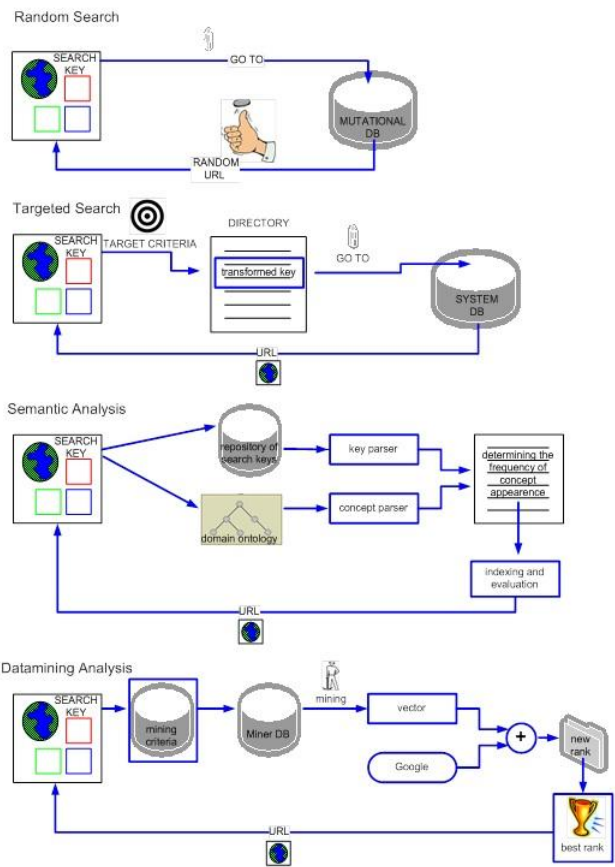 Random Search
SEARCH
KEY
GO TO
MUTATIONAL
DB
RANDOM
URL
Targeted Search
SEARCH
KEY
TARGET CRITERIA
DIRECTORY
transformed key
GO TO
SYSTEM
DB
URL
Semantic Analysis
SEARCH
KEY
repository of
search keys
key parser
domain ontology
concept parser
determining the
frequency of
concept
appearence
indexing and
evaluation
URL
Datamining Analysis
SEARCH
KEY
mining
criteria
Miner DB
mining
vector
Google
+
new
rank
best rank
URL